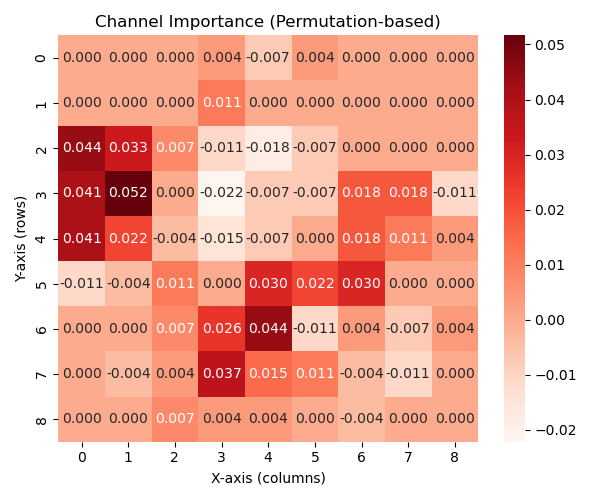 Channel Importance (Permutation-based)
0 0.000 0.000 0.000 0.004 -0.007 0.004 0.000 0.000 0.000
1 0.000 0.000 0.000 0.011 0.000 0.000 0.000 0.000 0.000
2 0.044 0.033 0.007 -0.011 -0.018 -0.007 0.000 0.000 0.000
3 0.041 0.052 0.000 -0.022 -0.007 -0.007 0.018 0.018 -0.011
4 0.041 0.022 -0.004 -0.015 -0.007 0.000 0.018 0.011 0.004
5 -0.011 -0.004 0.011 0.000 0.030 0.022 0.030 0.000 0.000
6 0.000 0.000 0.007 0.026 0.044 -0.011 0.004 -0.007 0.004
7 0.000 -0.004 0.004 0.037 0.015 0.011 -0.004 -0.011 0.000
8 0.000 0.000 0.007 0.004 0.004 0.000 -0.004 0.000 0.000
0 1 2 3 4 5 6 7 8
X-axis (columns)
Y-axis (rows)
0.05
0.04
0.03
0.02
0.01
0.00
−0.01
−0.02